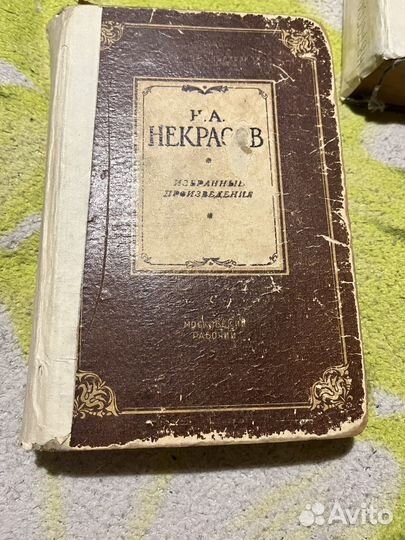 Н.А.
НЕКРАСОВ
ИЗБРАННЫЕ
ПРОИЗВЕДЕНИЯ
МОСКОВСКИЙ
РАБОЧИЙ
Avito